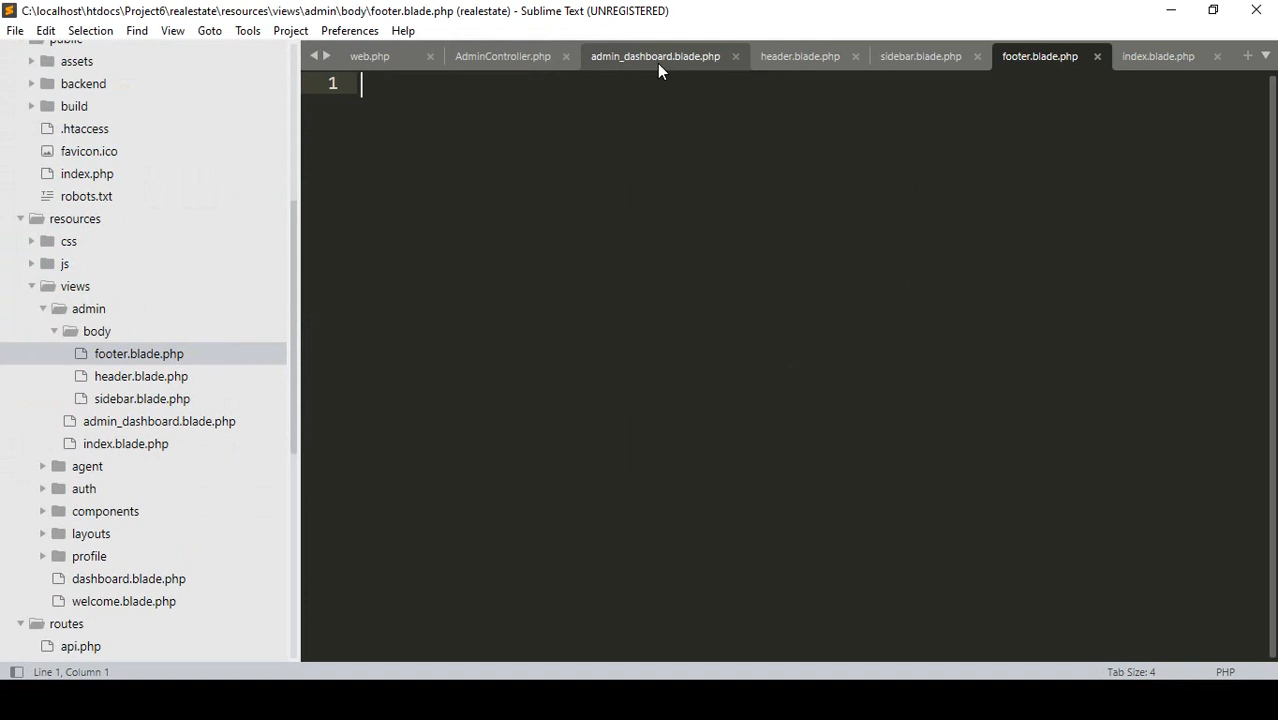 C:\localhost\htdocs\Project6\realestate\resources\views\admin\body\footer.blade.php (realestate) - Sublime Text (UNREGISTERED)
File Edit Selection Find View Goto Tools Project Preferences Help
public
web.php AdminController.php admin_dashboard.blade.php header.blade.php sidebar.blade.php footer.blade.php index.blade.php
assets
1
backend
build
.htaccess
favicon.ico
index.php
robots.txt
resources
css
js
views
admin
body
footer.blade.php
header.blade.php
sidebar.blade.php
admin_dashboard.blade.php
index.blade.php
agent
auth
components
layouts
profile
dashboard.blade.php
welcome.blade.php
routes
api.php
Line 1, Column 1 Tab Size: 4 PHP